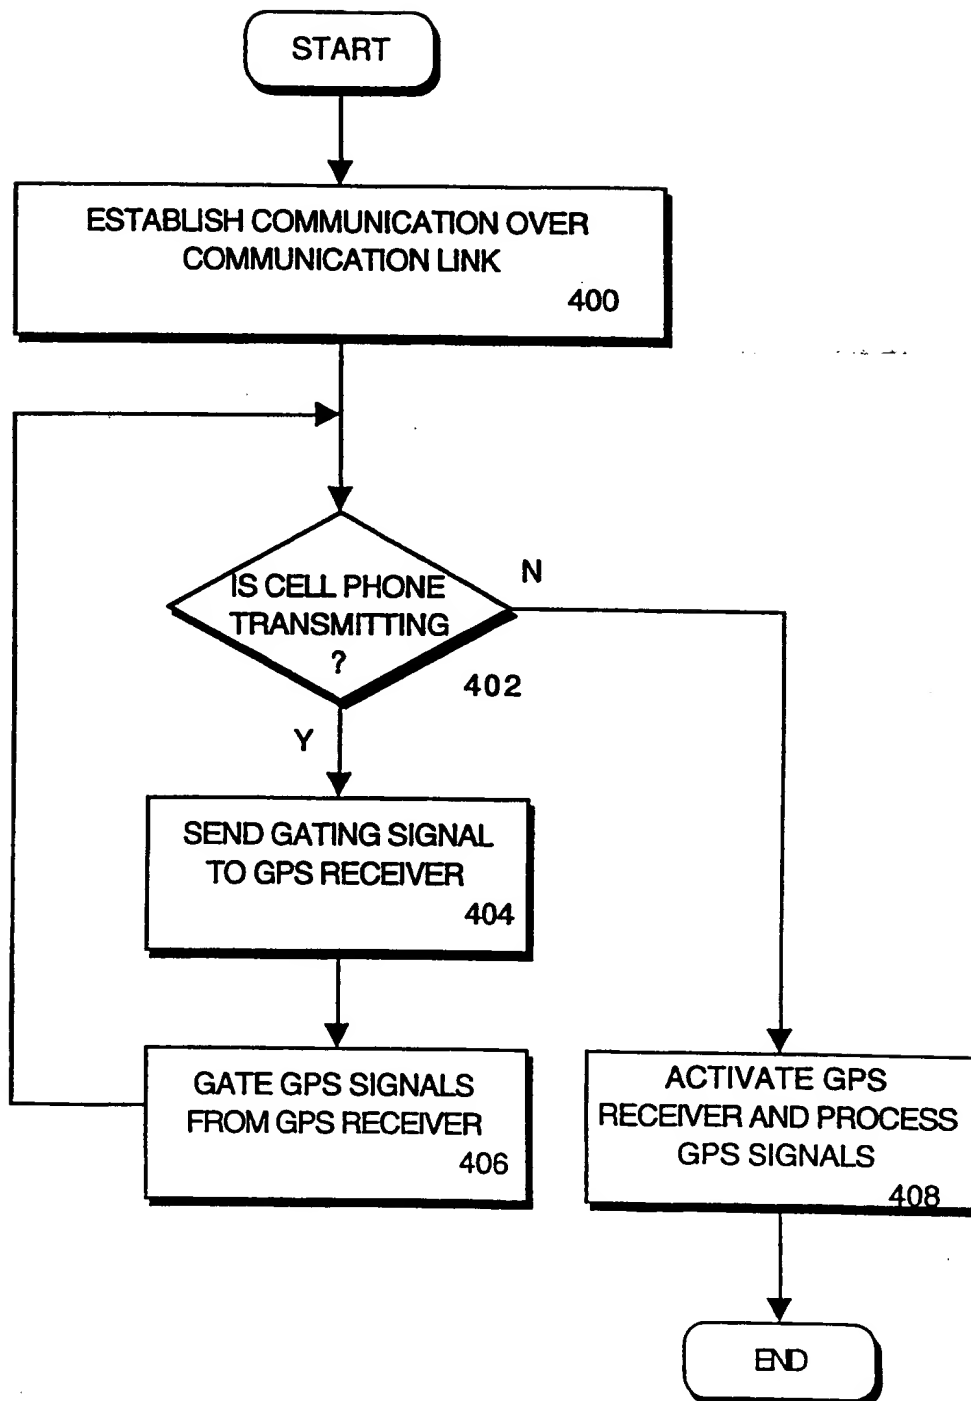 START
ESTABLISH COMMUNICATION OVER
COMMUNICATION LINK
400
IS CELL PHONE
TRANSMITTING
?
402
N
Y
SEND GATING SIGNAL
TO GPS RECEIVER
404
GATE GPS SIGNALS
FROM GPS RECEIVER
406
ACTIVATE GPS
RECEIVER AND PROCESS
GPS SIGNALS
408
END